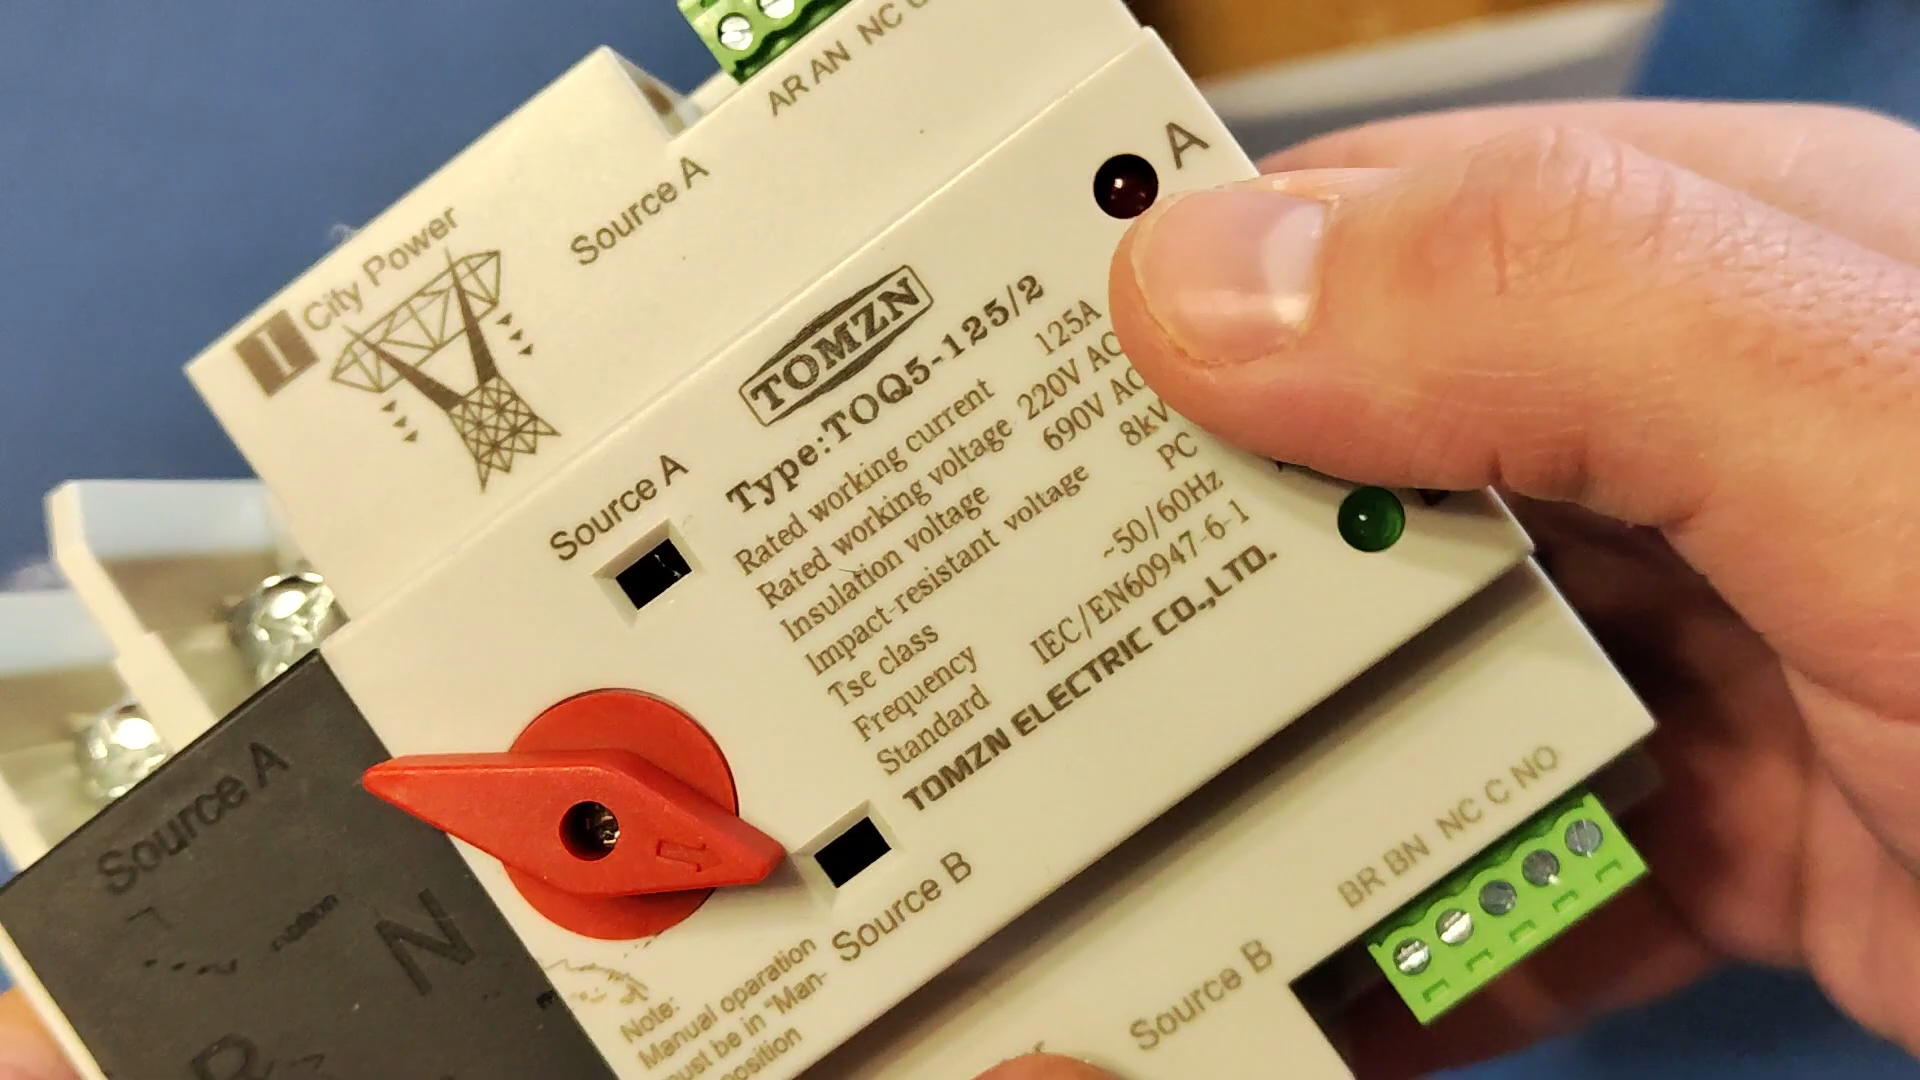 AR AN NC
Source A
I City Power
A
TOMZN
Type:TOQ5-125/2
Rated working current 125A
Rated working voltage 220V AC
Insulation voltage 690V AC
Impact-resistant voltage 8kV
Tse class PC
Frequency ~50/60Hz
Standard IEC/EN60947-6-1
TOMZN ELECTRIC CO.,LTD.
Source A
Source B
Note:
Manual oparation
must be in "Man-
position
BR BN NC C NO
Source B
Source A
N
R